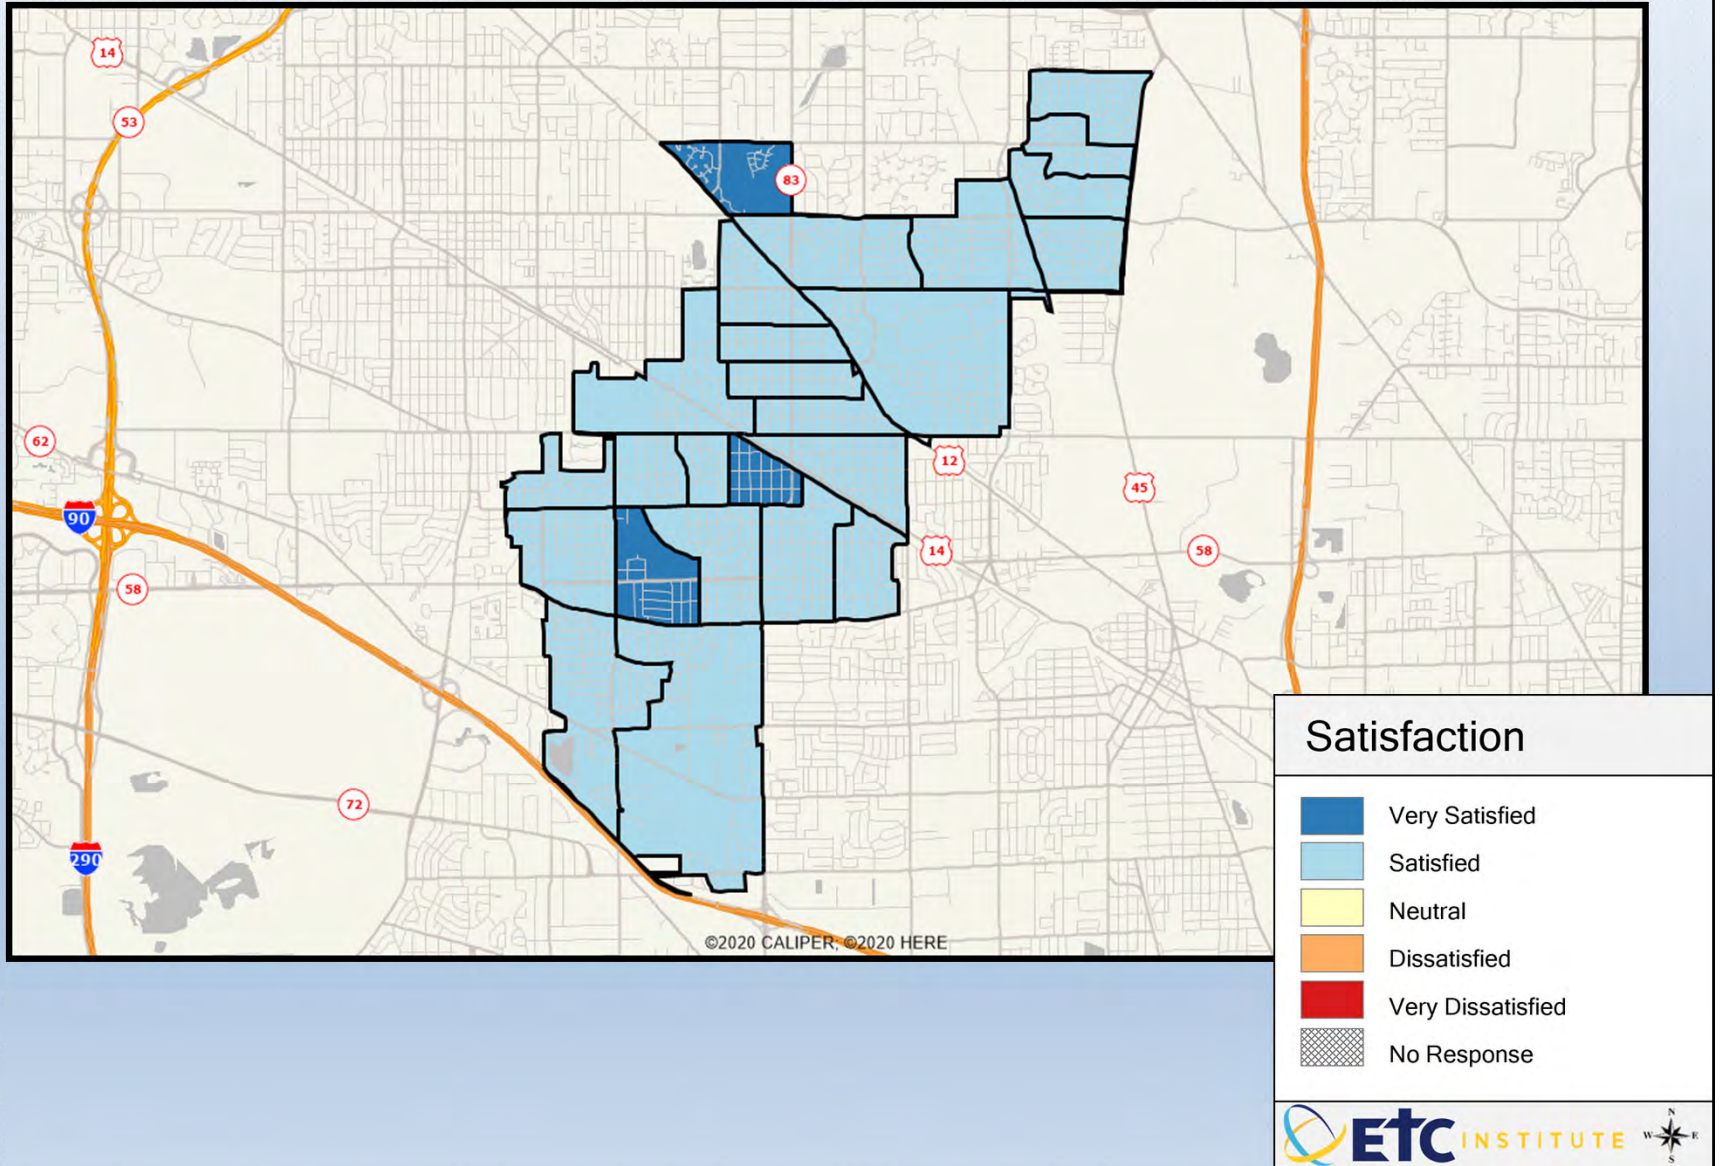 14
53
83
62
12
45
90
14
58
58
72
290
©2020 CALIPER; ©2020 HERE
Satisfaction
Very Satisfied
Satisfied
Neutral
Dissatisfied
Very Dissatisfied
No Response
ETC INSTITUTE
N
W E
S